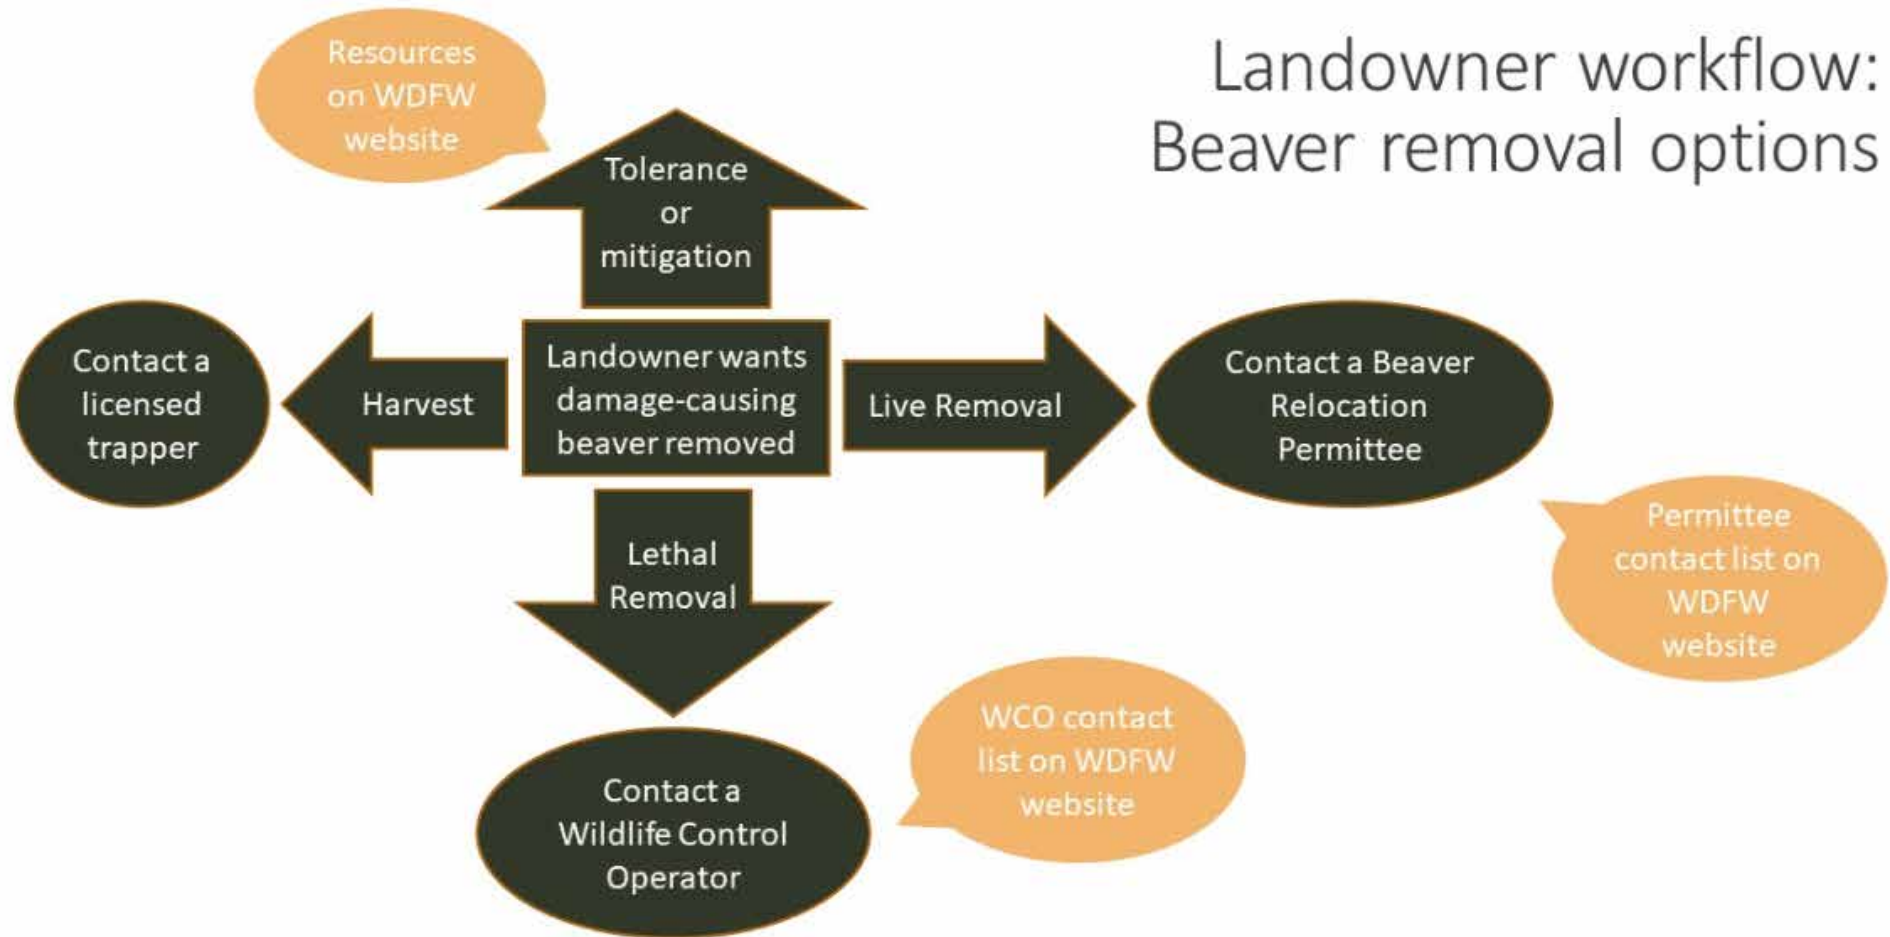 Landowner workflow:
Beaver removal options
Resources
on WDFW
website
Tolerance
or
mitigation
Contact a
licensed
trapper
Harvest
Landowner wants
damage-causing
beaver removed
Live Removal
Contact a Beaver
Relocation
Permittee
Permittee
contact list on
WDFW
website
Lethal
Removal
WCO contact
list on WDFW
website
Contact a
Wildlife Control
Operator